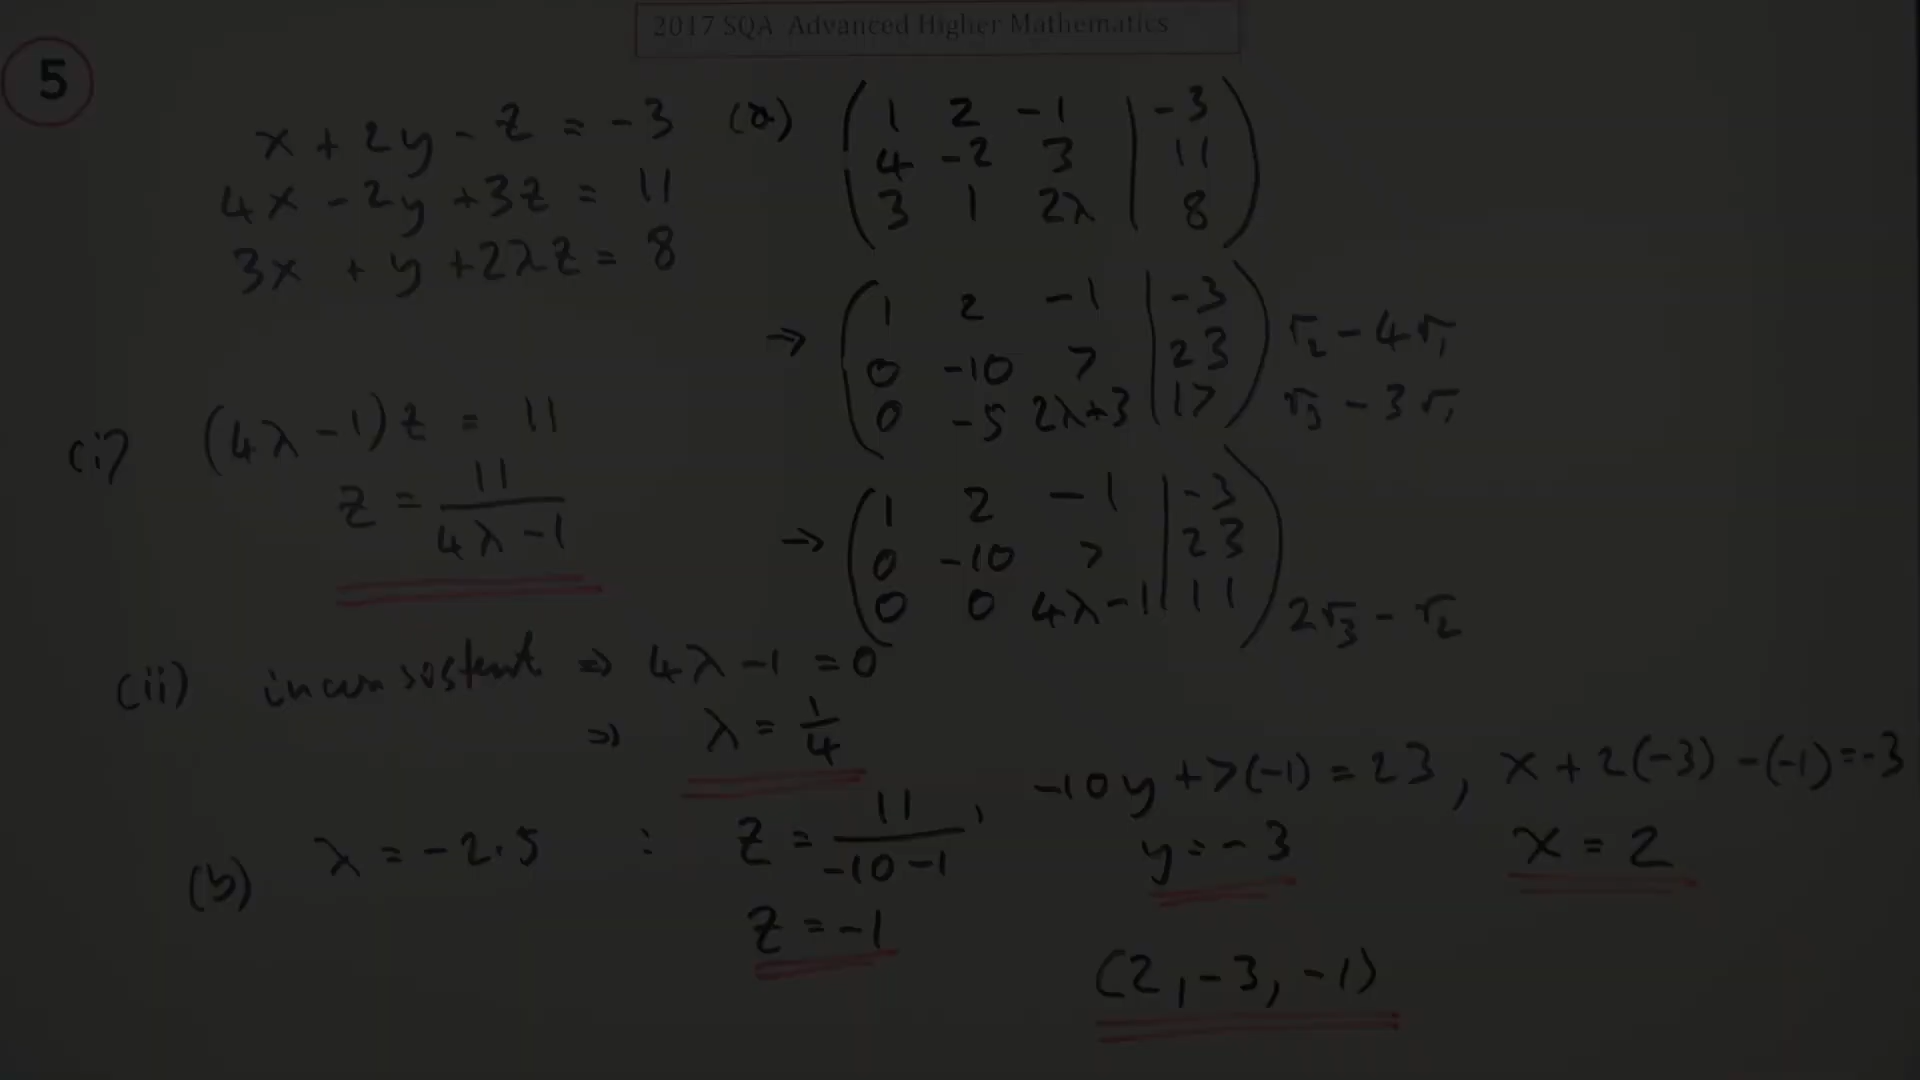 2017 SQA Advanced Higher Mathematics
5
x + 2y - z = -3
4x - 2y + 3z = 11
3x + y + 2λz = 8
(a)
1 2 -1 | -3
4 -2 3 | 11
3 1 2λ | 8
→
1 2 -1 | -3
0 -10 7 | 23 r2 - 4r1
0 -5 2λ+3 | 17 r3 - 3r1
→
1 2 -1 | -3
0 -10 7 | 23
0 0 4λ-1 | 11 2r3 - r2
(i) (4λ - 1)z = 11
z = 11/(4λ - 1)
(ii) inconsistent ⇒ 4λ - 1 = 0
⇒ λ = 1/4
(b) λ = -2.5 : z = 11/(-10 - 1), -10y + 7(-1) = 23, x + 2(-3) - (-1) = -3
z = -1
y = -3
x = 2
(2, -3, -1)